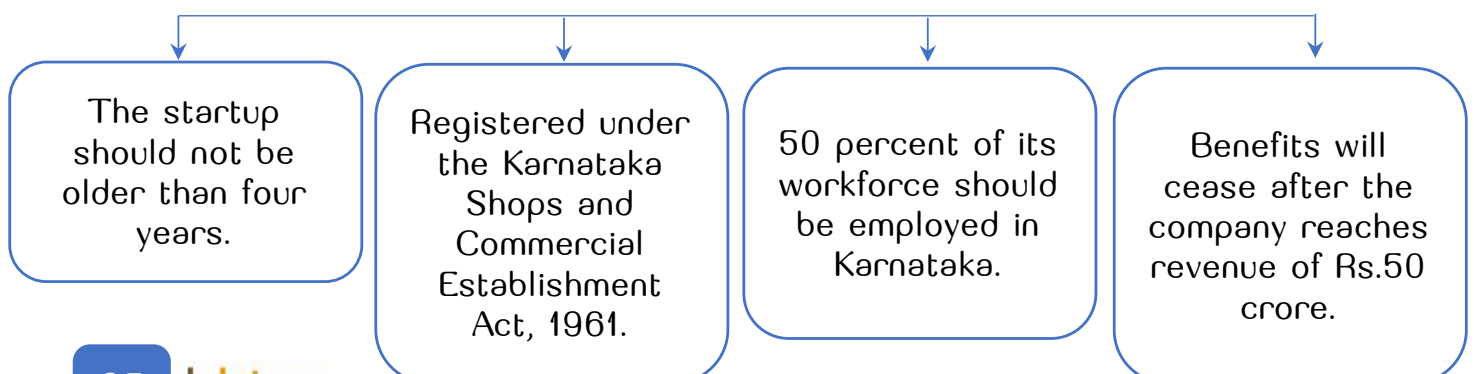 The startup
should not be
older than four
years.
Registered under
the Karnataka
Shops and
Commercial
Establishment
Act, 1961.
50 percent of its
workforce should
be employed in
Karnataka.
Benefits will
cease after the
company reaches
revenue of Rs.50
crore.